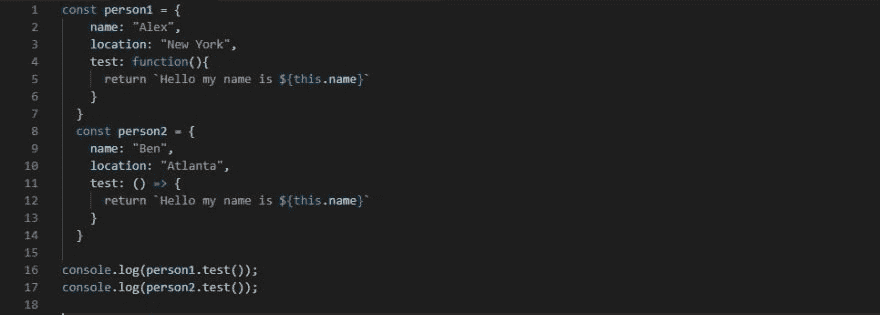 1 const person1 = {
2 name: "Alex",
3 location: "New York",
4 test: function(){
5 return `Hello my name is ${this.name}`
6 }
7 }
8 const person2 = {
9 name: "Ben",
10 location: "Atlanta",
11 test: () => {
12 return `Hello my name is ${this.name}`
13 }
14 }
15
16 console.log(person1.test());
17 console.log(person2.test());
18